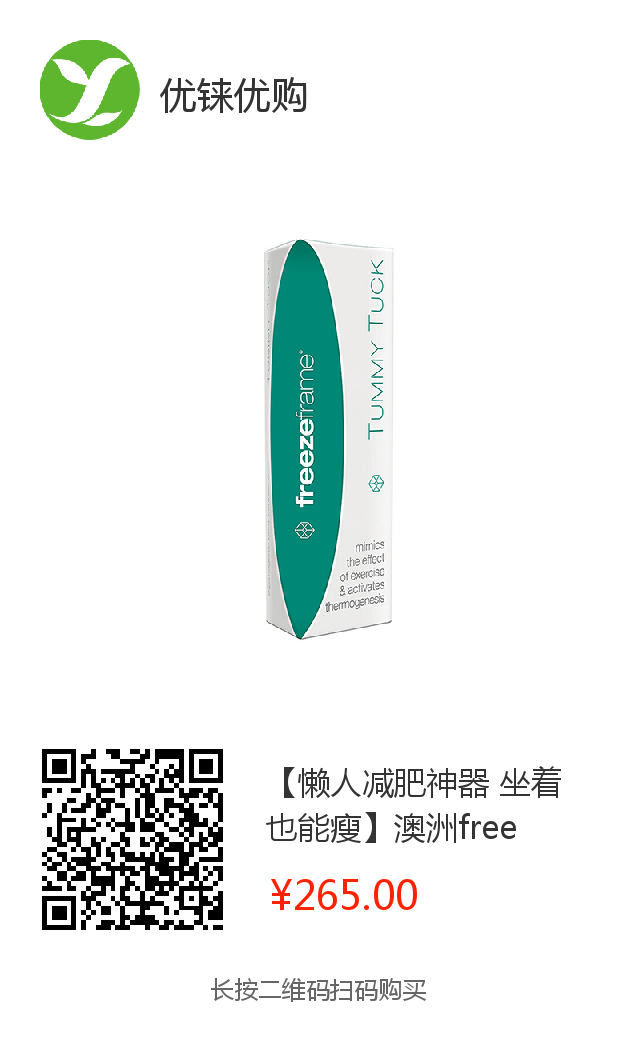 优铼优购
freezeframe®
TUMMY TUCK
mimics
the effect
of exercise
& activates
thermogenesis
【懒人减肥神器 坐着
也能瘦】澳洲free
¥265.00
长按二维码扫码购买